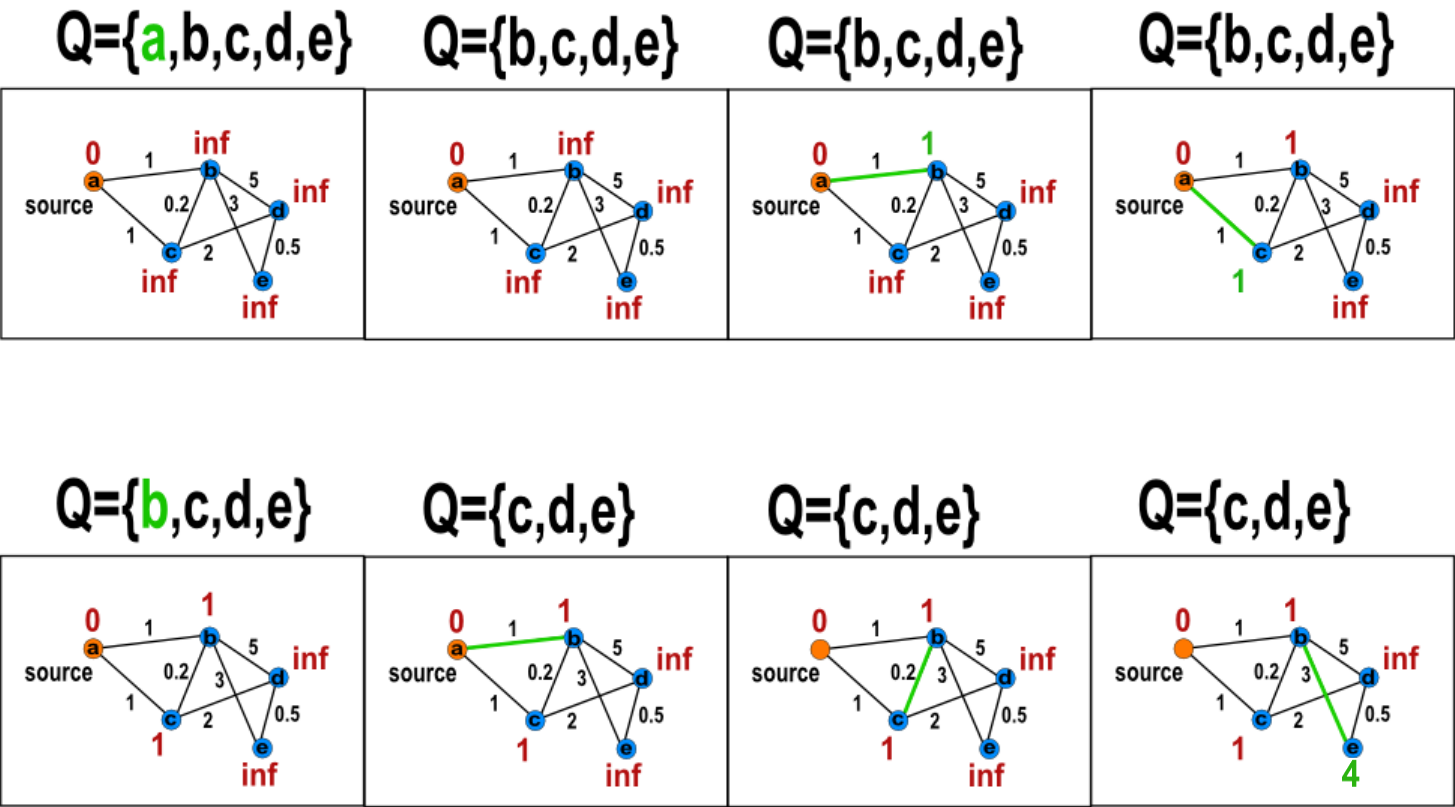 Q={a,b,c,d,e} Q={b,c,d,e} Q={b,c,d,e} Q={b,c,d,e}
0 1 inf
a b 5 inf
source 0.2 3 d
1 c 2 0.5
inf e
inf
0 1 inf
a b 5 inf
source 0.2 3 d
1 c 2 0.5
inf e
inf
0 1 1
a b 5 inf
source 0.2 3 d
1 c 2 0.5
inf e
inf
0 1 1
a b 5 inf
source 0.2 3 d
1 c 2 0.5
1 e
inf
Q={b,c,d,e} Q={c,d,e} Q={c,d,e} Q={c,d,e}
0 1 1
a b 5 inf
source 0.2 3 d
1 c 2 0.5
1 e
inf
0 1 1
a b 5 inf
source 0.2 3 d
1 c 2 0.5
1 e
inf
0 1 1
b 5 inf
source 0.2 3 d
1 c 2 0.5
1 e
inf
0 1 1
b 5 inf
source 0.2 3 d
1 c 2 0.5
1 e
4